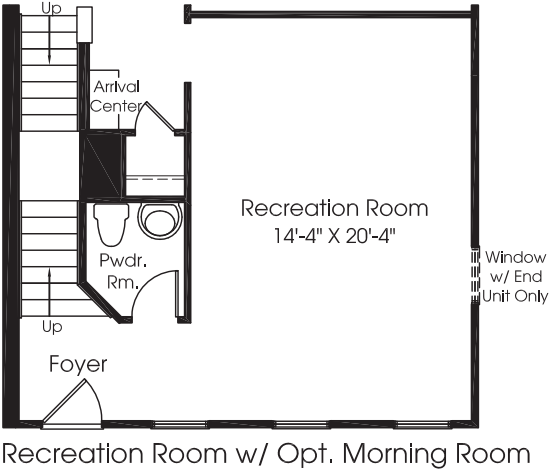 Up
Arrival
Center
Recreation Room
14'-4" X 20'-4"
Pwdr.
Rm.
Window
w/ End
Unit Only
Up
Foyer
Recreation Room w/ Opt. Morning Room